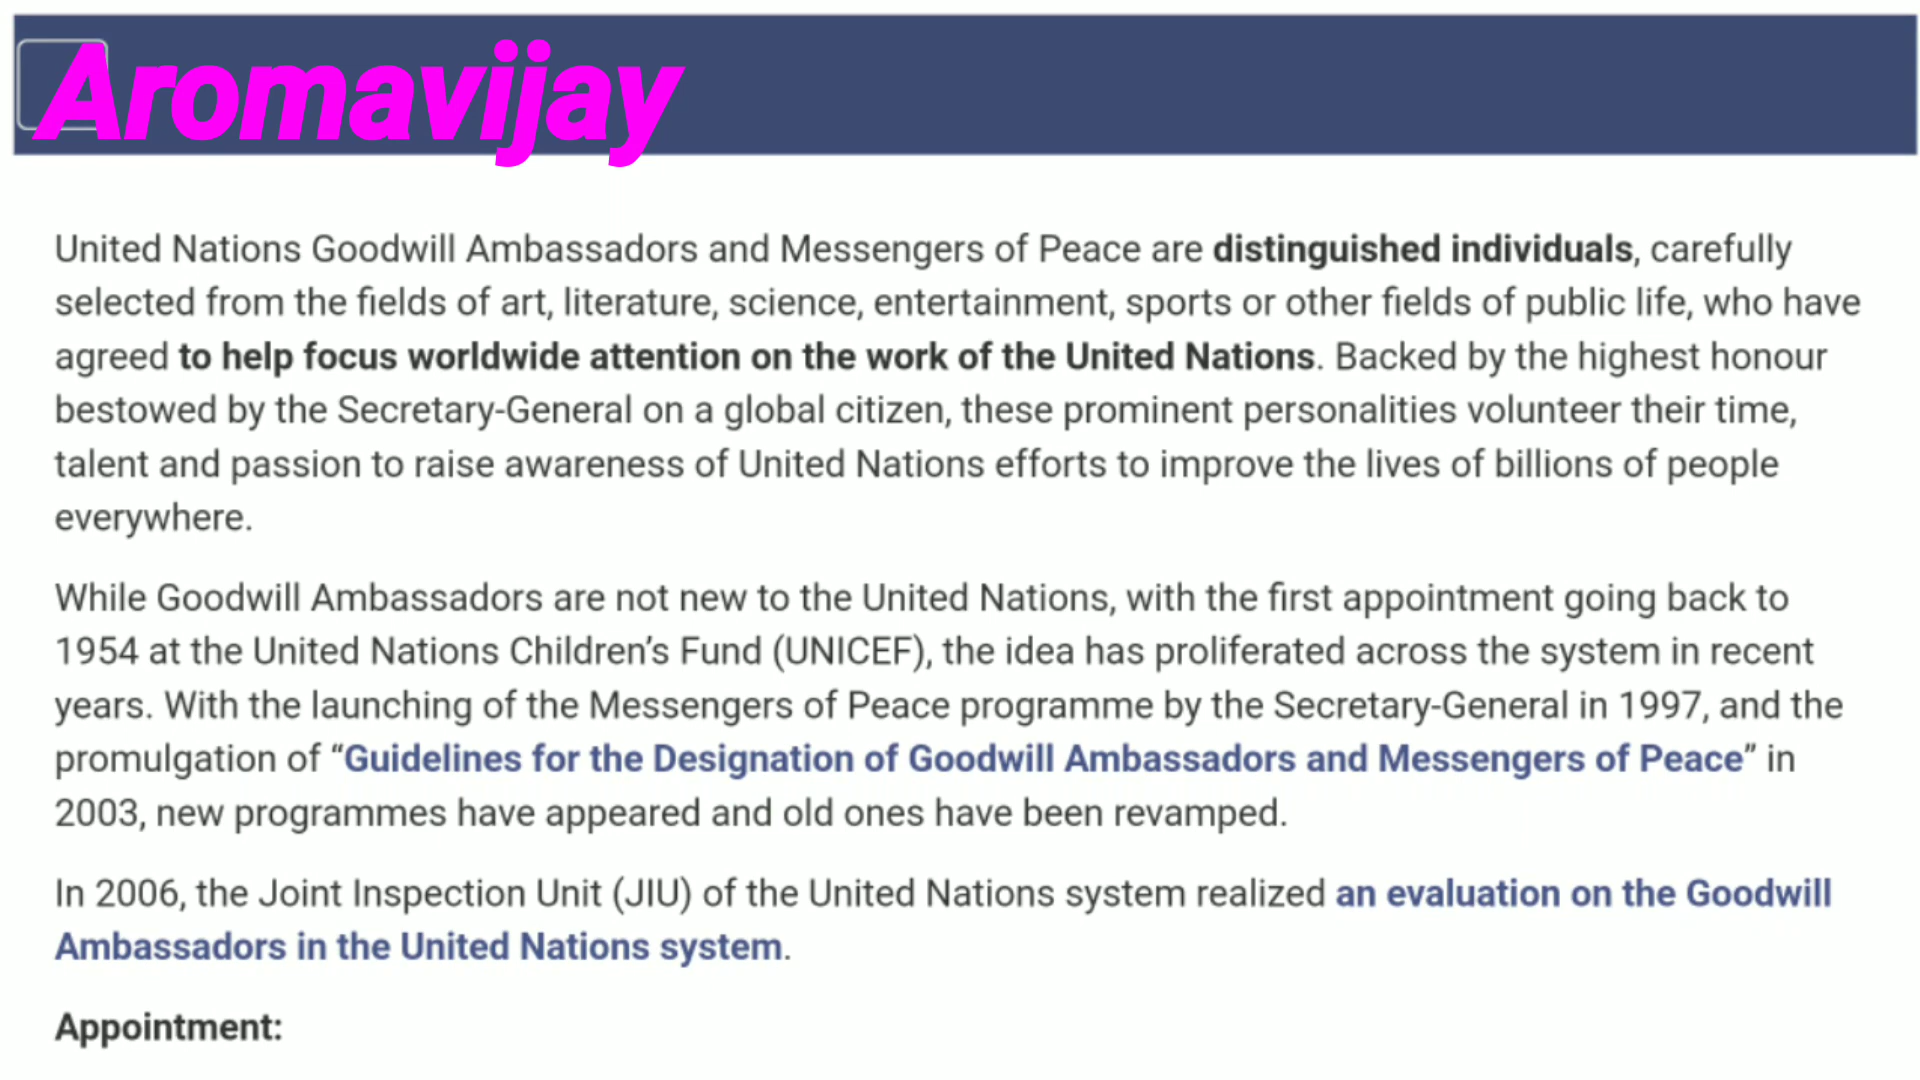 Aromavijay
United Nations Goodwill Ambassadors and Messengers of Peace are distinguished individuals, carefully
selected from the fields of art, literature, science, entertainment, sports or other fields of public life, who have
agreed to help focus worldwide attention on the work of the United Nations. Backed by the highest honour
bestowed by the Secretary-General on a global citizen, these prominent personalities volunteer their time,
talent and passion to raise awareness of United Nations efforts to improve the lives of billions of people
everywhere.
While Goodwill Ambassadors are not new to the United Nations, with the first appointment going back to
1954 at the United Nations Children’s Fund (UNICEF), the idea has proliferated across the system in recent
years. With the launching of the Messengers of Peace programme by the Secretary-General in 1997, and the
promulgation of “Guidelines for the Designation of Goodwill Ambassadors and Messengers of Peace” in
2003, new programmes have appeared and old ones have been revamped.
In 2006, the Joint Inspection Unit (JIU) of the United Nations system realized an evaluation on the Goodwill
Ambassadors in the United Nations system.
Appointment: